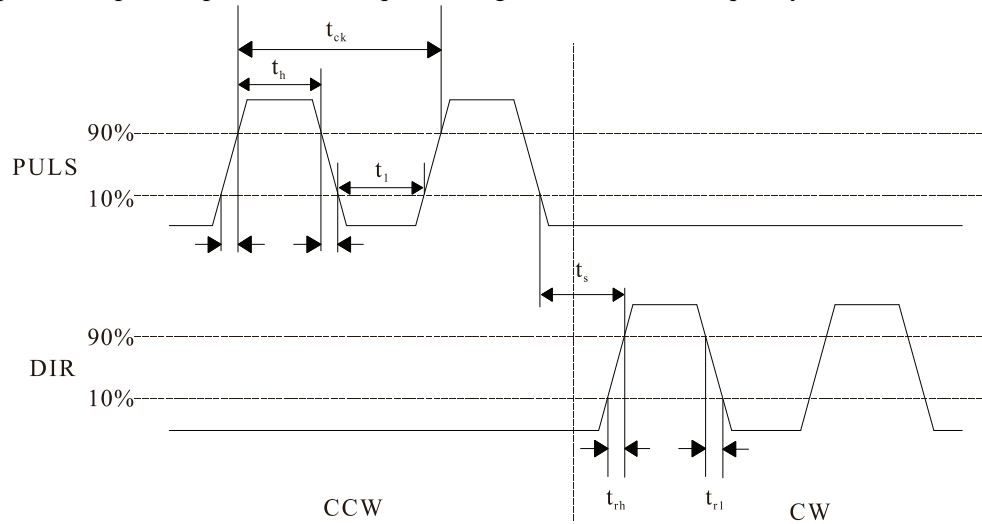 t_ck
t_h
90%
PULS
t_l
10%
t_s
90%
DIR
10%
t_rh
t_rl
CCW
CW